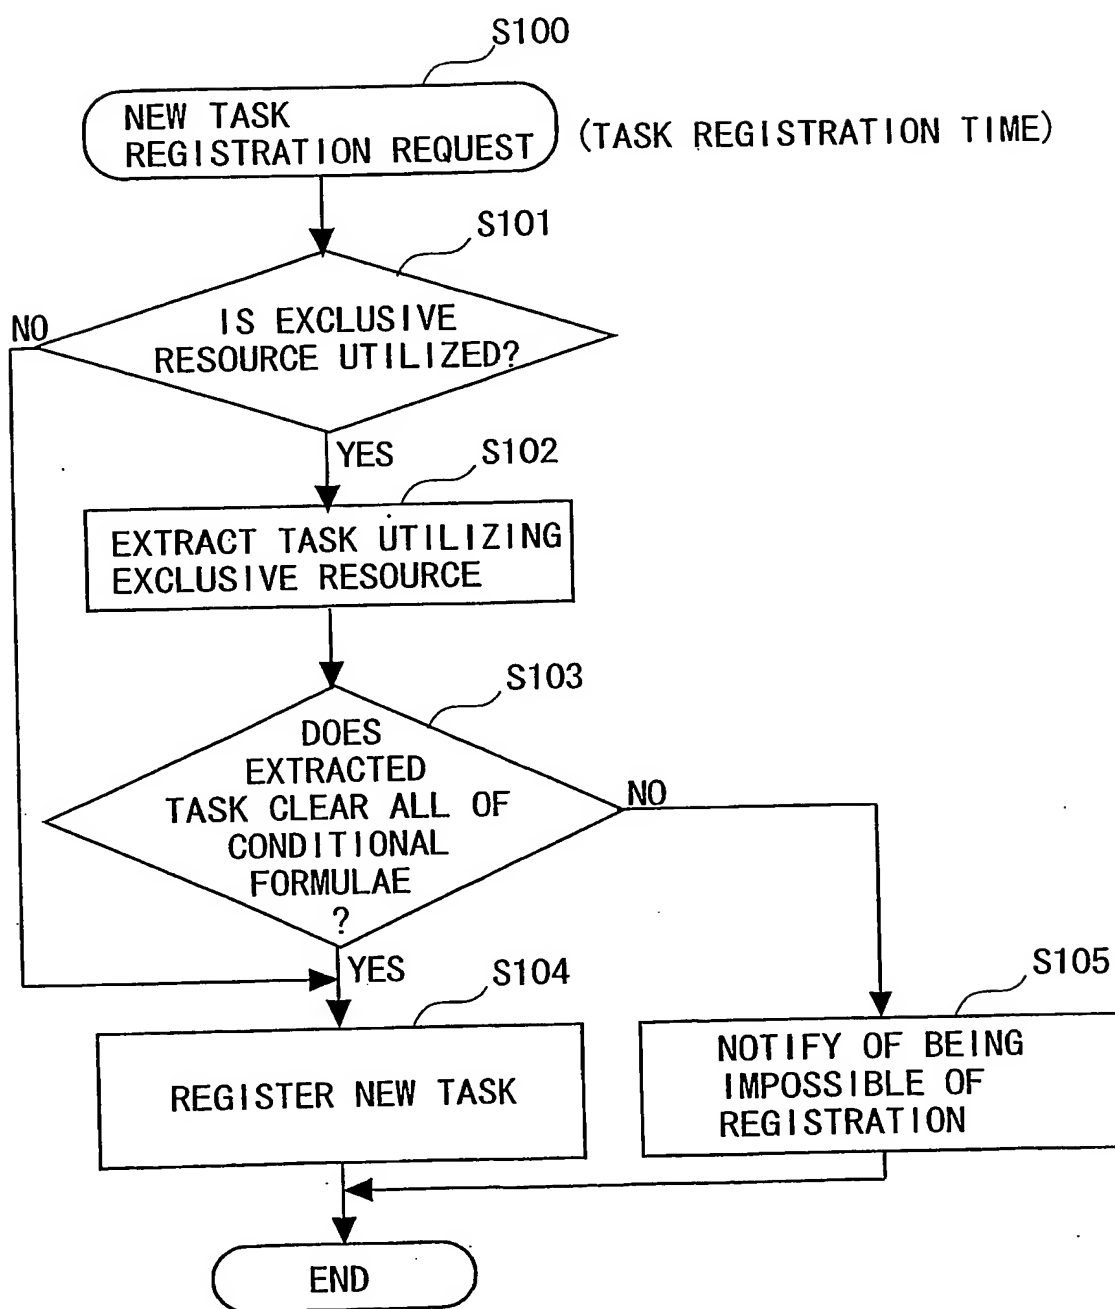 S100
NEW TASK
REGISTRATION REQUEST
(TASK REGISTRATION TIME)
S101
NO
IS EXCLUSIVE
RESOURCE UTILIZED?
YES
S102
EXTRACT TASK UTILIZING
EXCLUSIVE RESOURCE
S103
DOES
EXTRACTED
TASK CLEAR ALL OF
CONDITIONAL
FORMULAE
?
NO
YES
S104
S105
REGISTER NEW TASK
NOTIFY OF BEING
IMPOSSIBLE OF
REGISTRATION
END